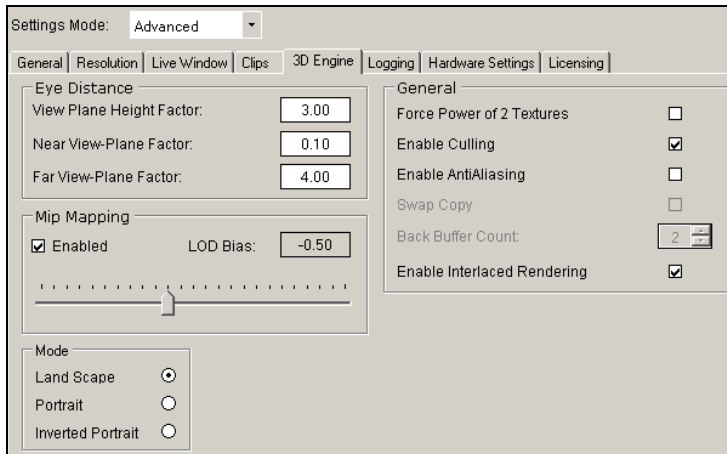 Settings Mode: Advanced
General Resolution Live Window Clips 3D Engine Logging Hardware Settings Licensing
Eye Distance
View Plane Height Factor: 3.00
Near View-Plane Factor: 0.10
Far View-Plane Factor: 4.00
Mip Mapping
Enabled LOD Bias: -0.50
Mode
Land Scape
Portrait
Inverted Portrait
General
Force Power of 2 Textures
Enable Culling
Enable AntiAliasing
Swap Copy
Back Buffer Count: 2
Enable Interlaced Rendering